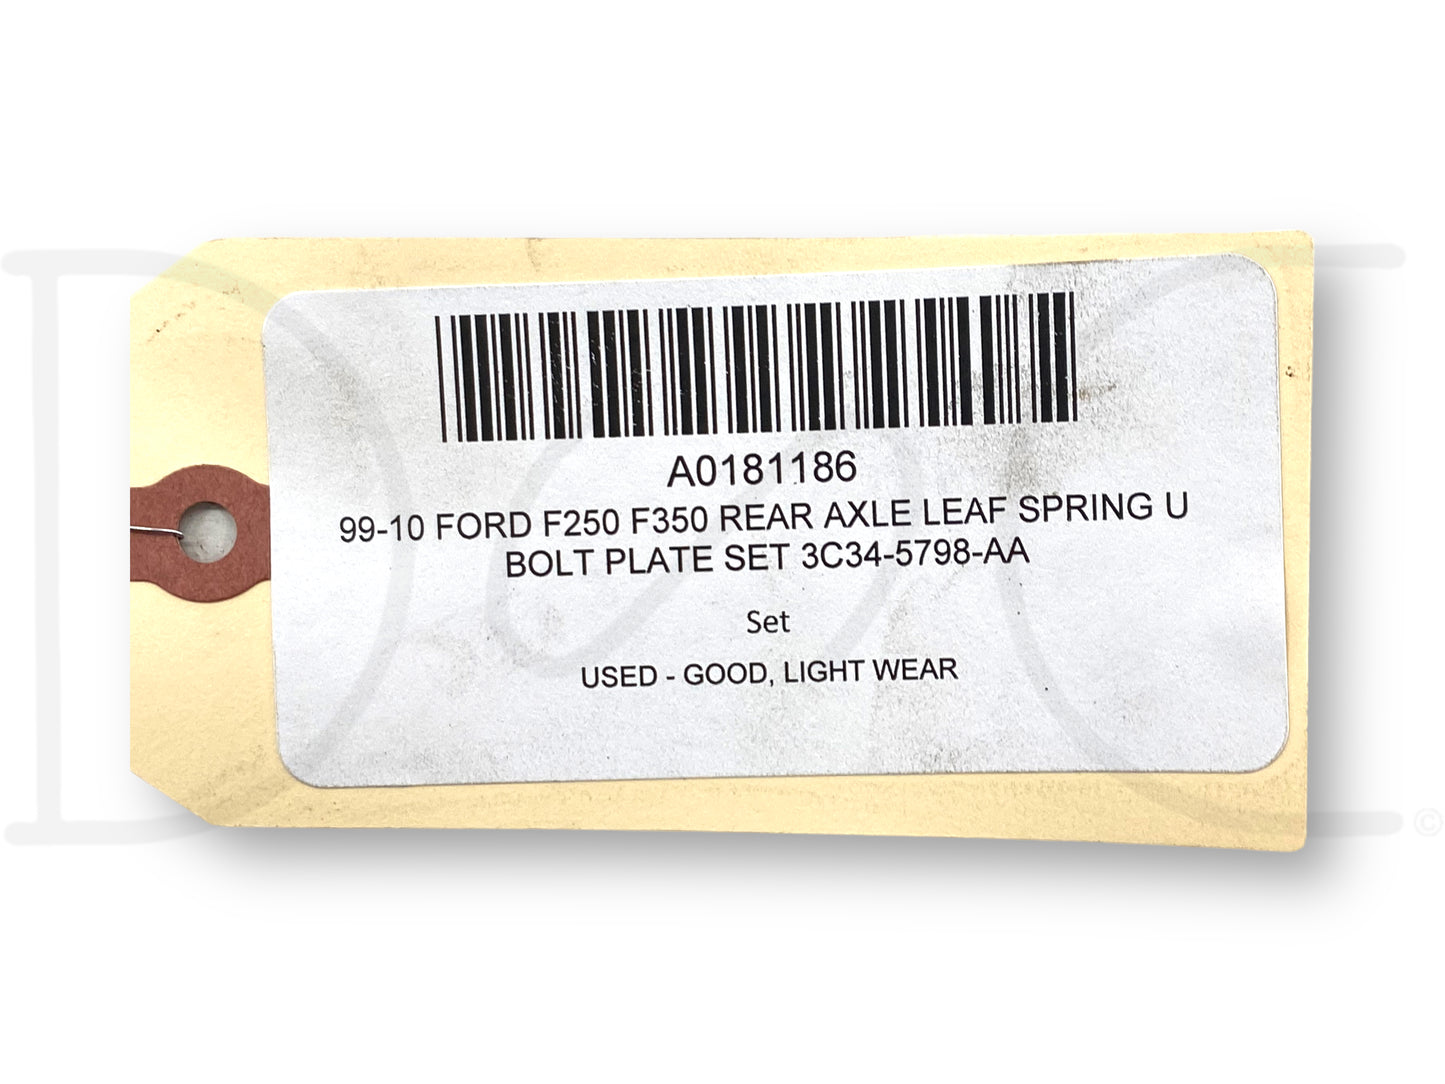 A0181186
99-10 FORD F250 F350 REAR AXLE LEAF SPRING U
BOLT PLATE SET 3C34-5798-AA
Set
USED - GOOD, LIGHT WEAR
©